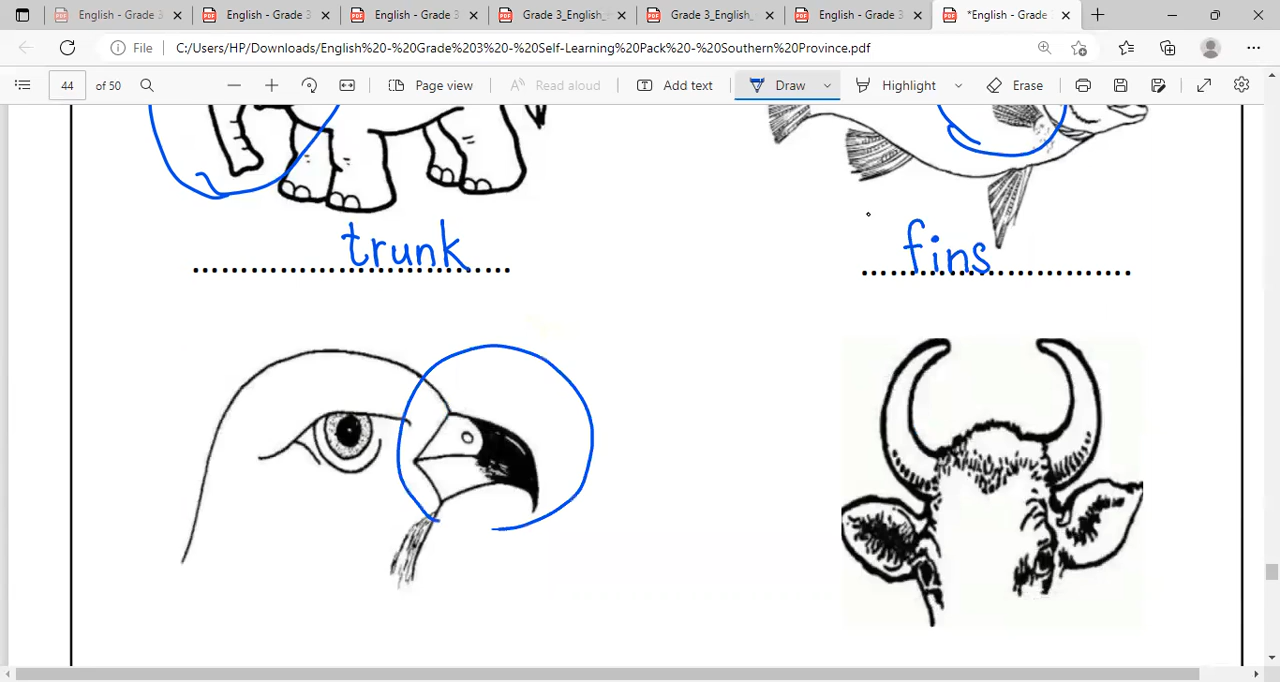 English - Grade 3
English - Grade 3
English - Grade 3
Grade 3_English_
Grade 3_English_
English - Grade 3
*English - Grade
File
C:/Users/HP/Downloads/English%20-%20Grade%203%20-%20Self-Learning%20Pack%20-%20Southern%20Province.pdf
44 of 50
Page view
Read aloud
Add text
Draw
Highlight
Erase
trunk
fins